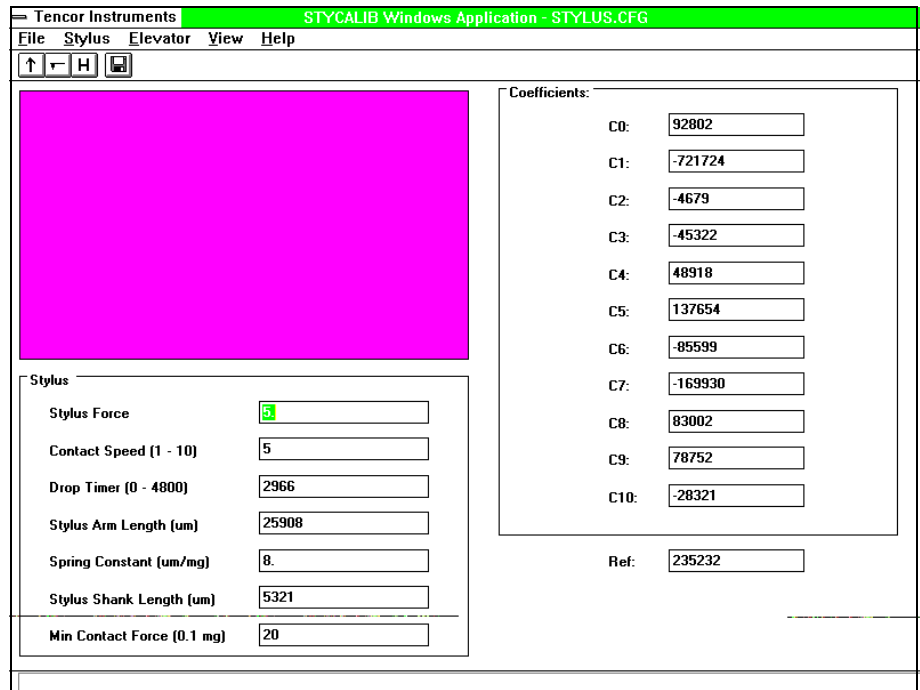 Tencor Instruments
STYCALIB Windows Application - STYLUS.CFG
File Stylus Elevator View Help
H
Stylus
Stylus Force 5.
Contact Speed (1 - 10) 5
Drop Timer (0 - 4800) 2966
Stylus Arm Length (um) 25908
Spring Constant (um/mg) 8.
Stylus Shank Length (um) 5321
Min Contact Force (0.1 mg) 20
Coefficients:
C0: 92802
C1: -721724
C2: -4679
C3: -45322
C4: 48918
C5: 137654
C6: -85599
C7: -169930
C8: 83002
C9: 78752
C10: -28321
Ref: 235232